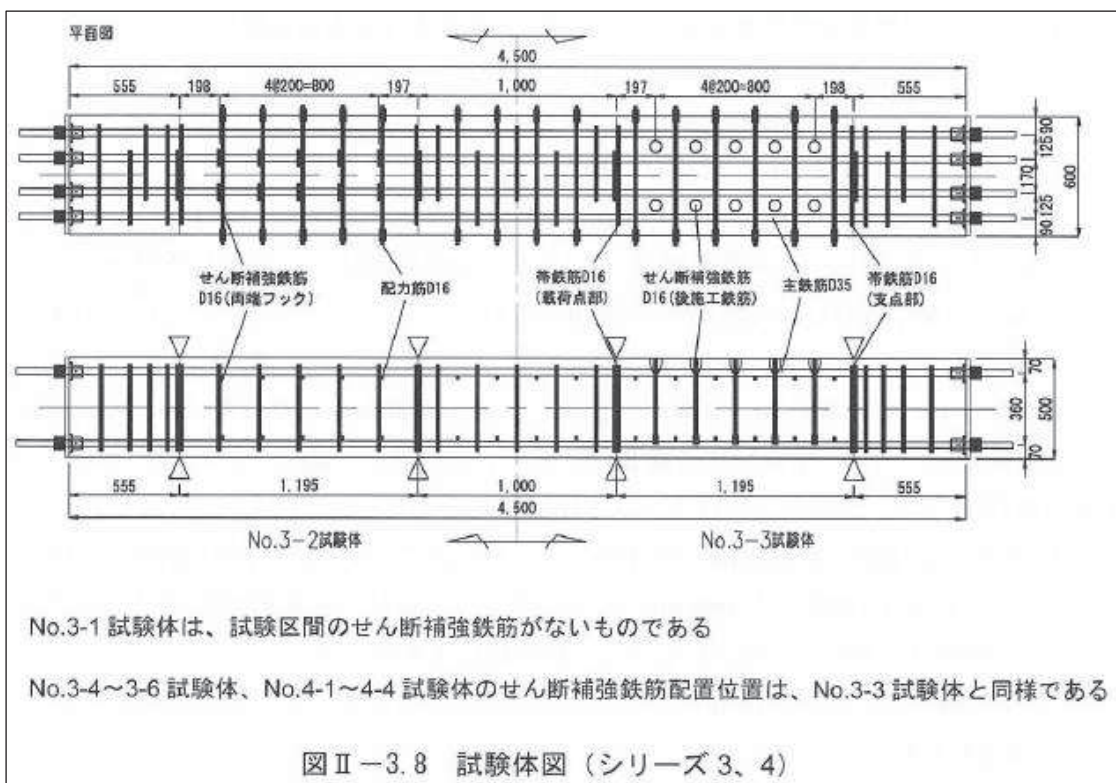 平面図
4,500
555 198 4@200=800 197 1,000 197 4@200=800 198 555
90
125
170
125
90
600
せん断補強鉄筋
D16(両端フック)
配力筋D16
帯鉄筋D16
(載荷点部)
せん断補強鉄筋
D16(後施工鉄筋)
主鉄筋D35
帯鉄筋D16
(支点部)
70
360
70
500
555 1,195 1,000 1,195 555
4,500
No.3-2試験体 No.3-3試験体
No.3-1 試験体は、試験区間のせん断補強鉄筋がないものである
No.3-4～3-6 試験体、No.4-1～4-4 試験体のせん断補強鉄筋配置位置は、No.3-3 試験体と同様である
図Ⅱ-3.8 試験体図（シリーズ 3、4）